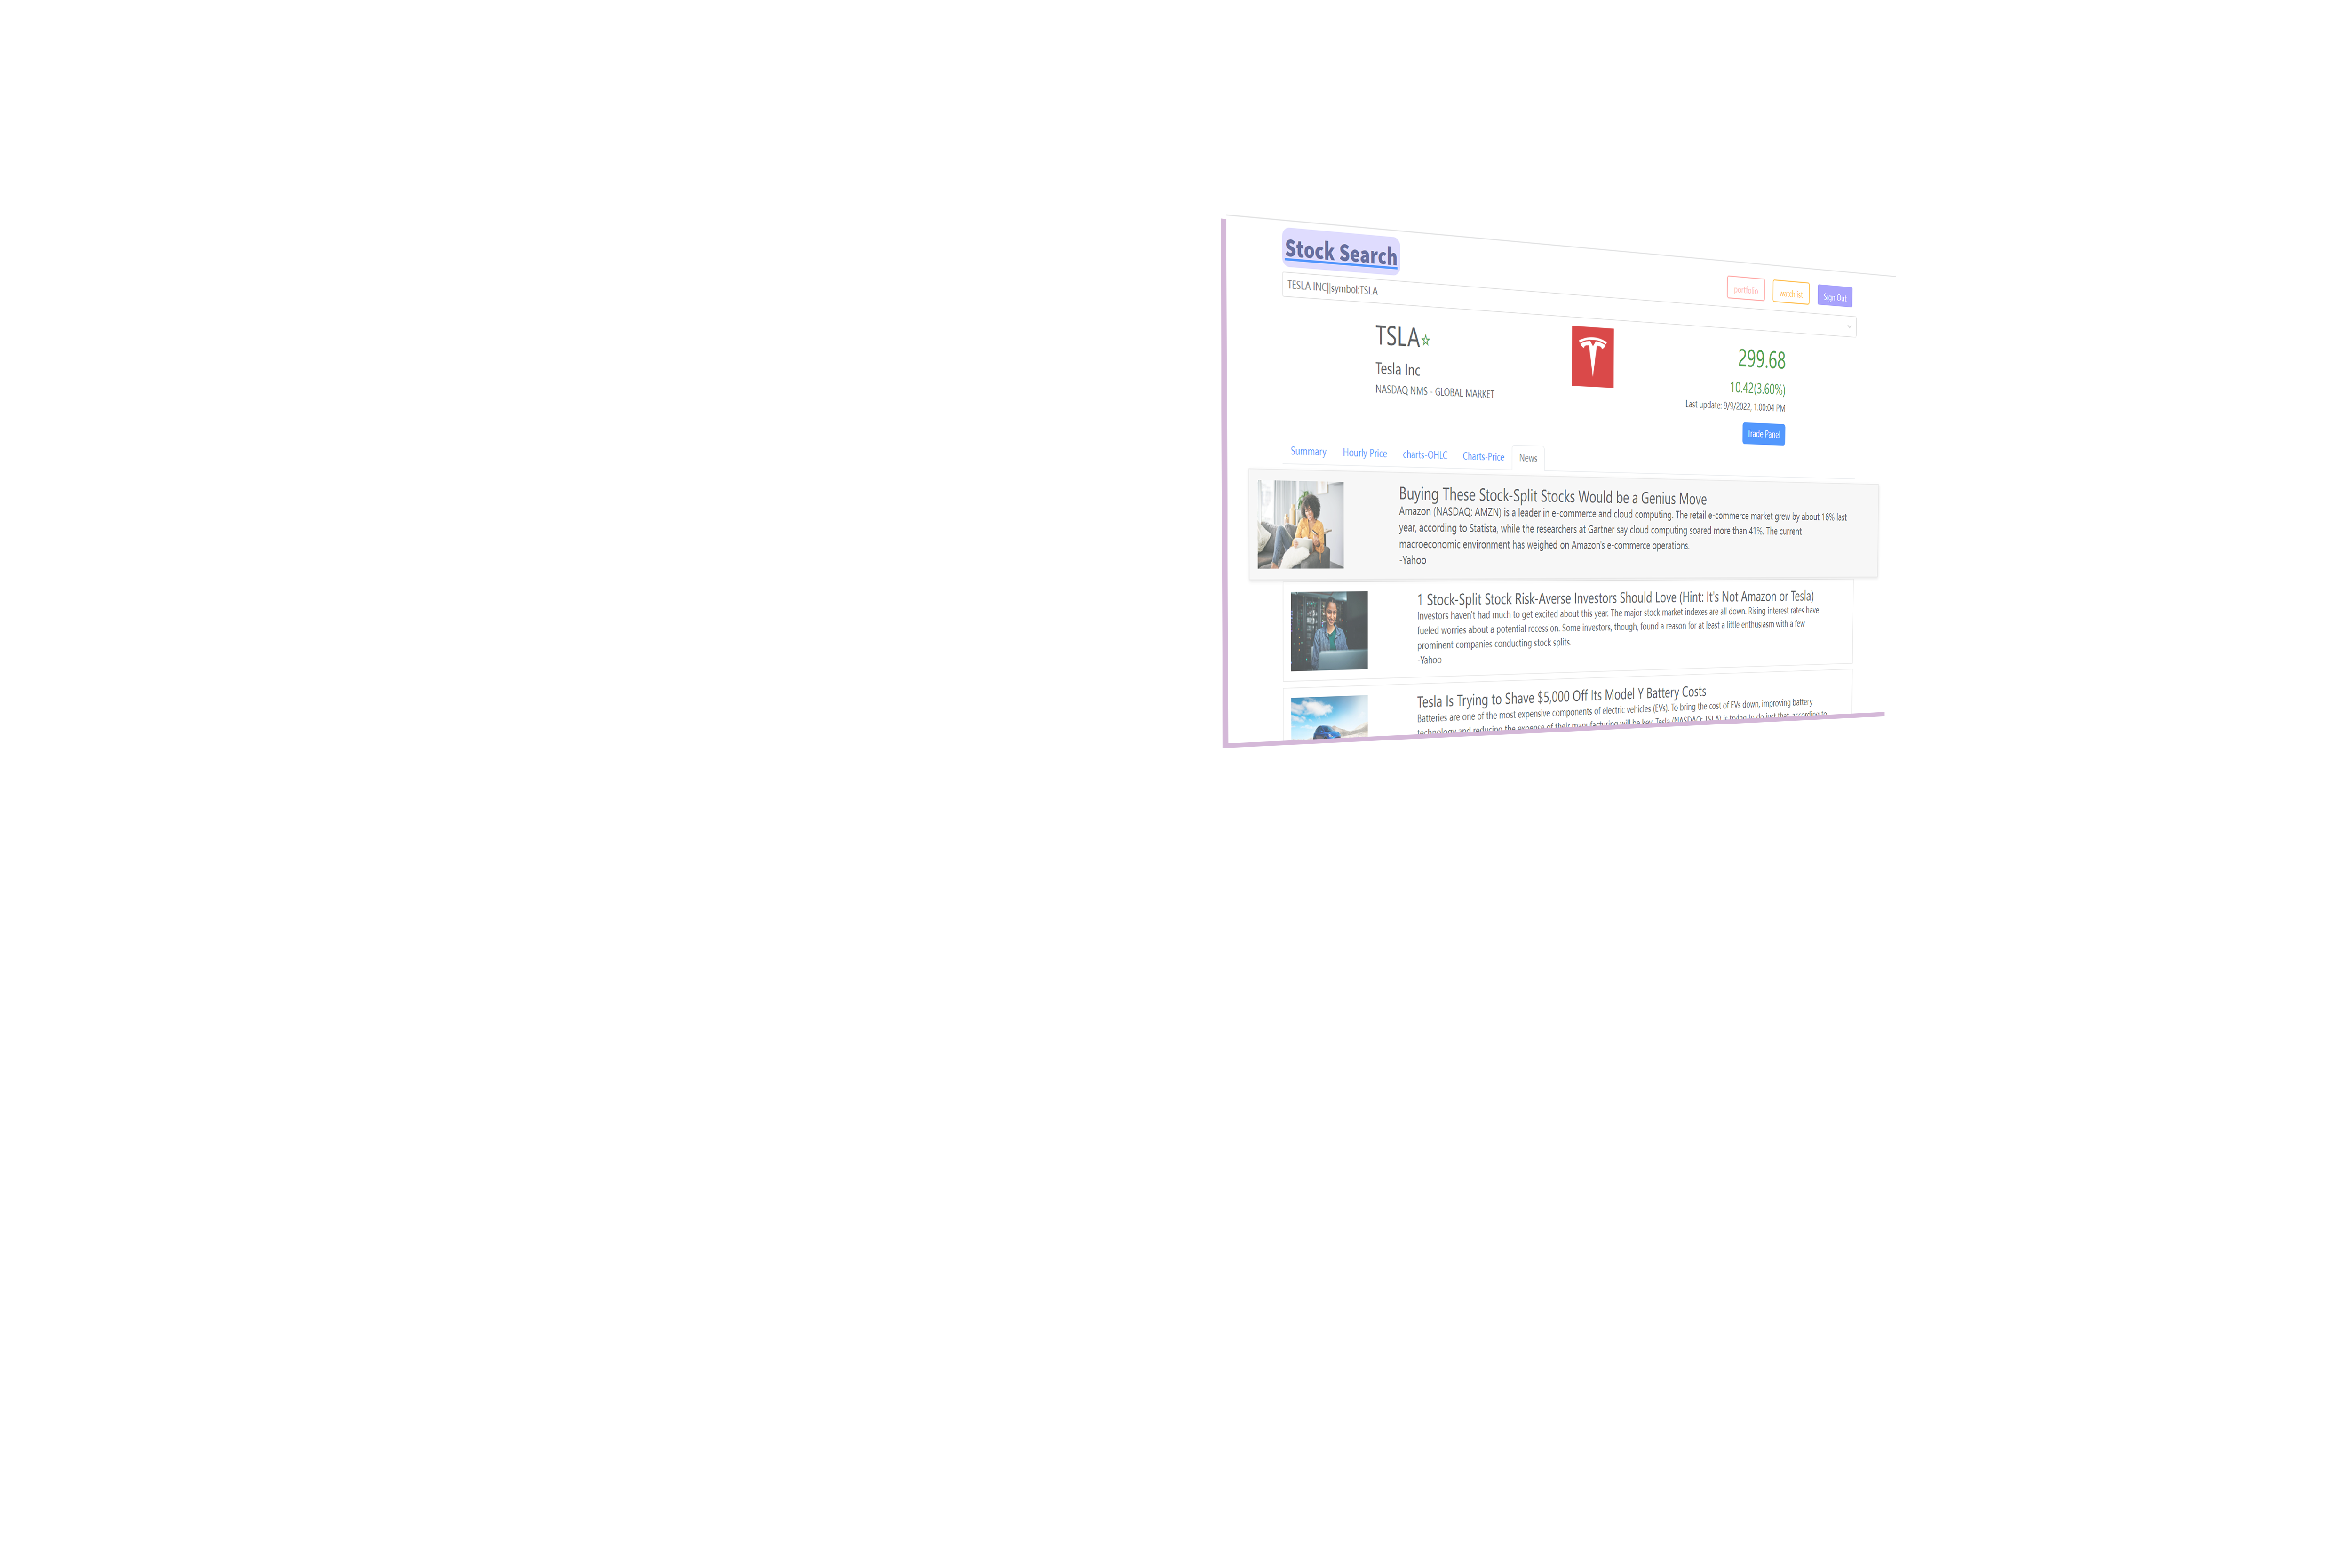 Stock Search
portfolio
watchlist
Sign Out
TESLA INC||symbol:TSLA
TSLA
Tesla Inc
NASDAQ NMS - GLOBAL MARKET
299.68
10.42(3.60%)
Last update: 9/9/2022, 1:00:04 PM
Trade Panel
Summary
Hourly Price
charts-OHLC
Charts-Price
News
Buying These Stock-Split Stocks Would be a Genius Move
Amazon (NASDAQ: AMZN) is a leader in e-commerce and cloud computing. The retail e-commerce market grew by about 16% last
year, according to Statista, while the researchers at Gartner say cloud computing soared more than 41%. The current
macroeconomic environment has weighed on Amazon's e-commerce operations.
-Yahoo
1 Stock-Split Stock Risk-Averse Investors Should Love (Hint: It's Not Amazon or Tesla)
Investors haven't had much to get excited about this year. The major stock market indexes are all down. Rising interest rates have
fueled worries about a potential recession. Some investors, though, found a reason for at least a little enthusiasm with a few
prominent companies conducting stock splits.
-Yahoo
Tesla Is Trying to Shave $5,000 Off Its Model Y Battery Costs
Batteries are one of the most expensive components of electric vehicles (EVs). To bring the cost of EVs down, improving battery
technology and reducing the expense of their manufacturing will be key. Tesla (NASDAQ: TSLA) is trying to do just that, according to